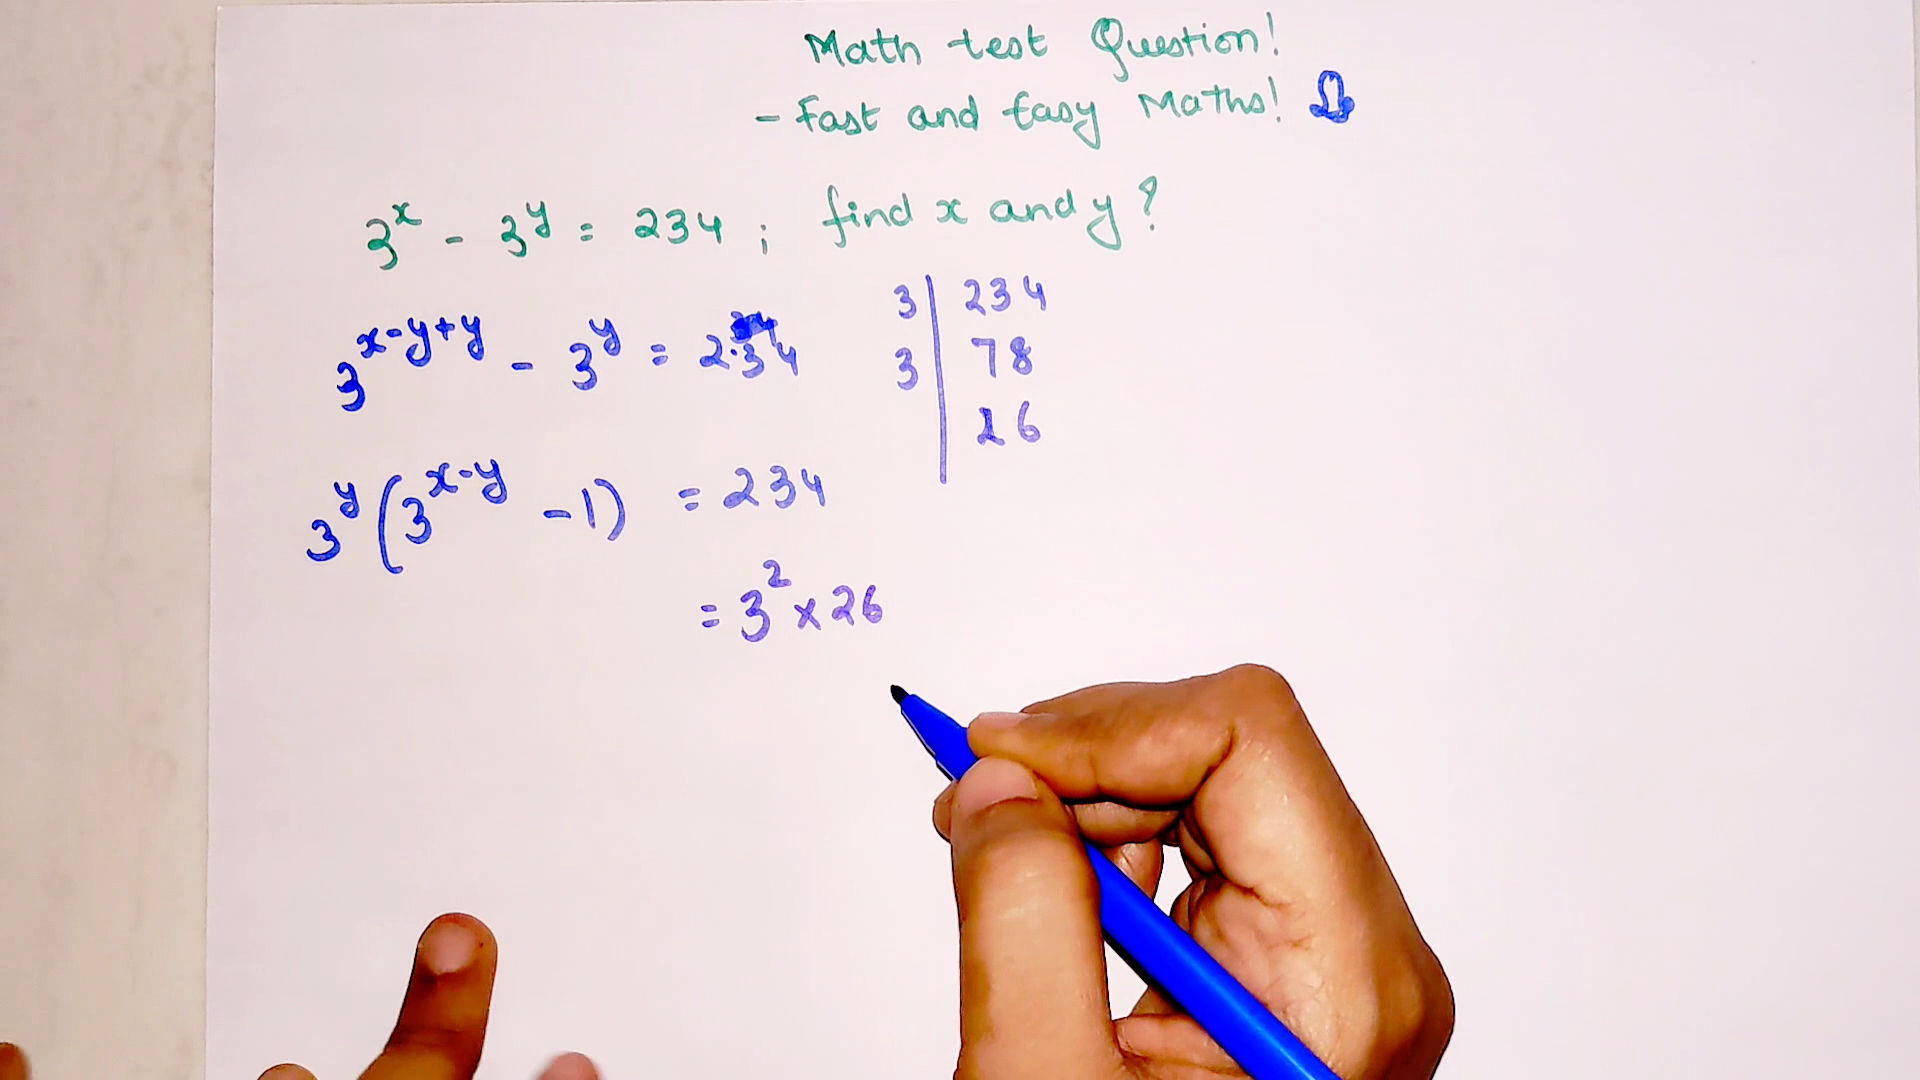 Math test Question!
- Fast and Easy Maths!
3^x - 3^y = 234 ; find x and y ?
3^{x-y+y} - 3^y = 234
3 | 234
3 | 78
26
3^y (3^{x-y} - 1) = 234
= 3^2 × 26